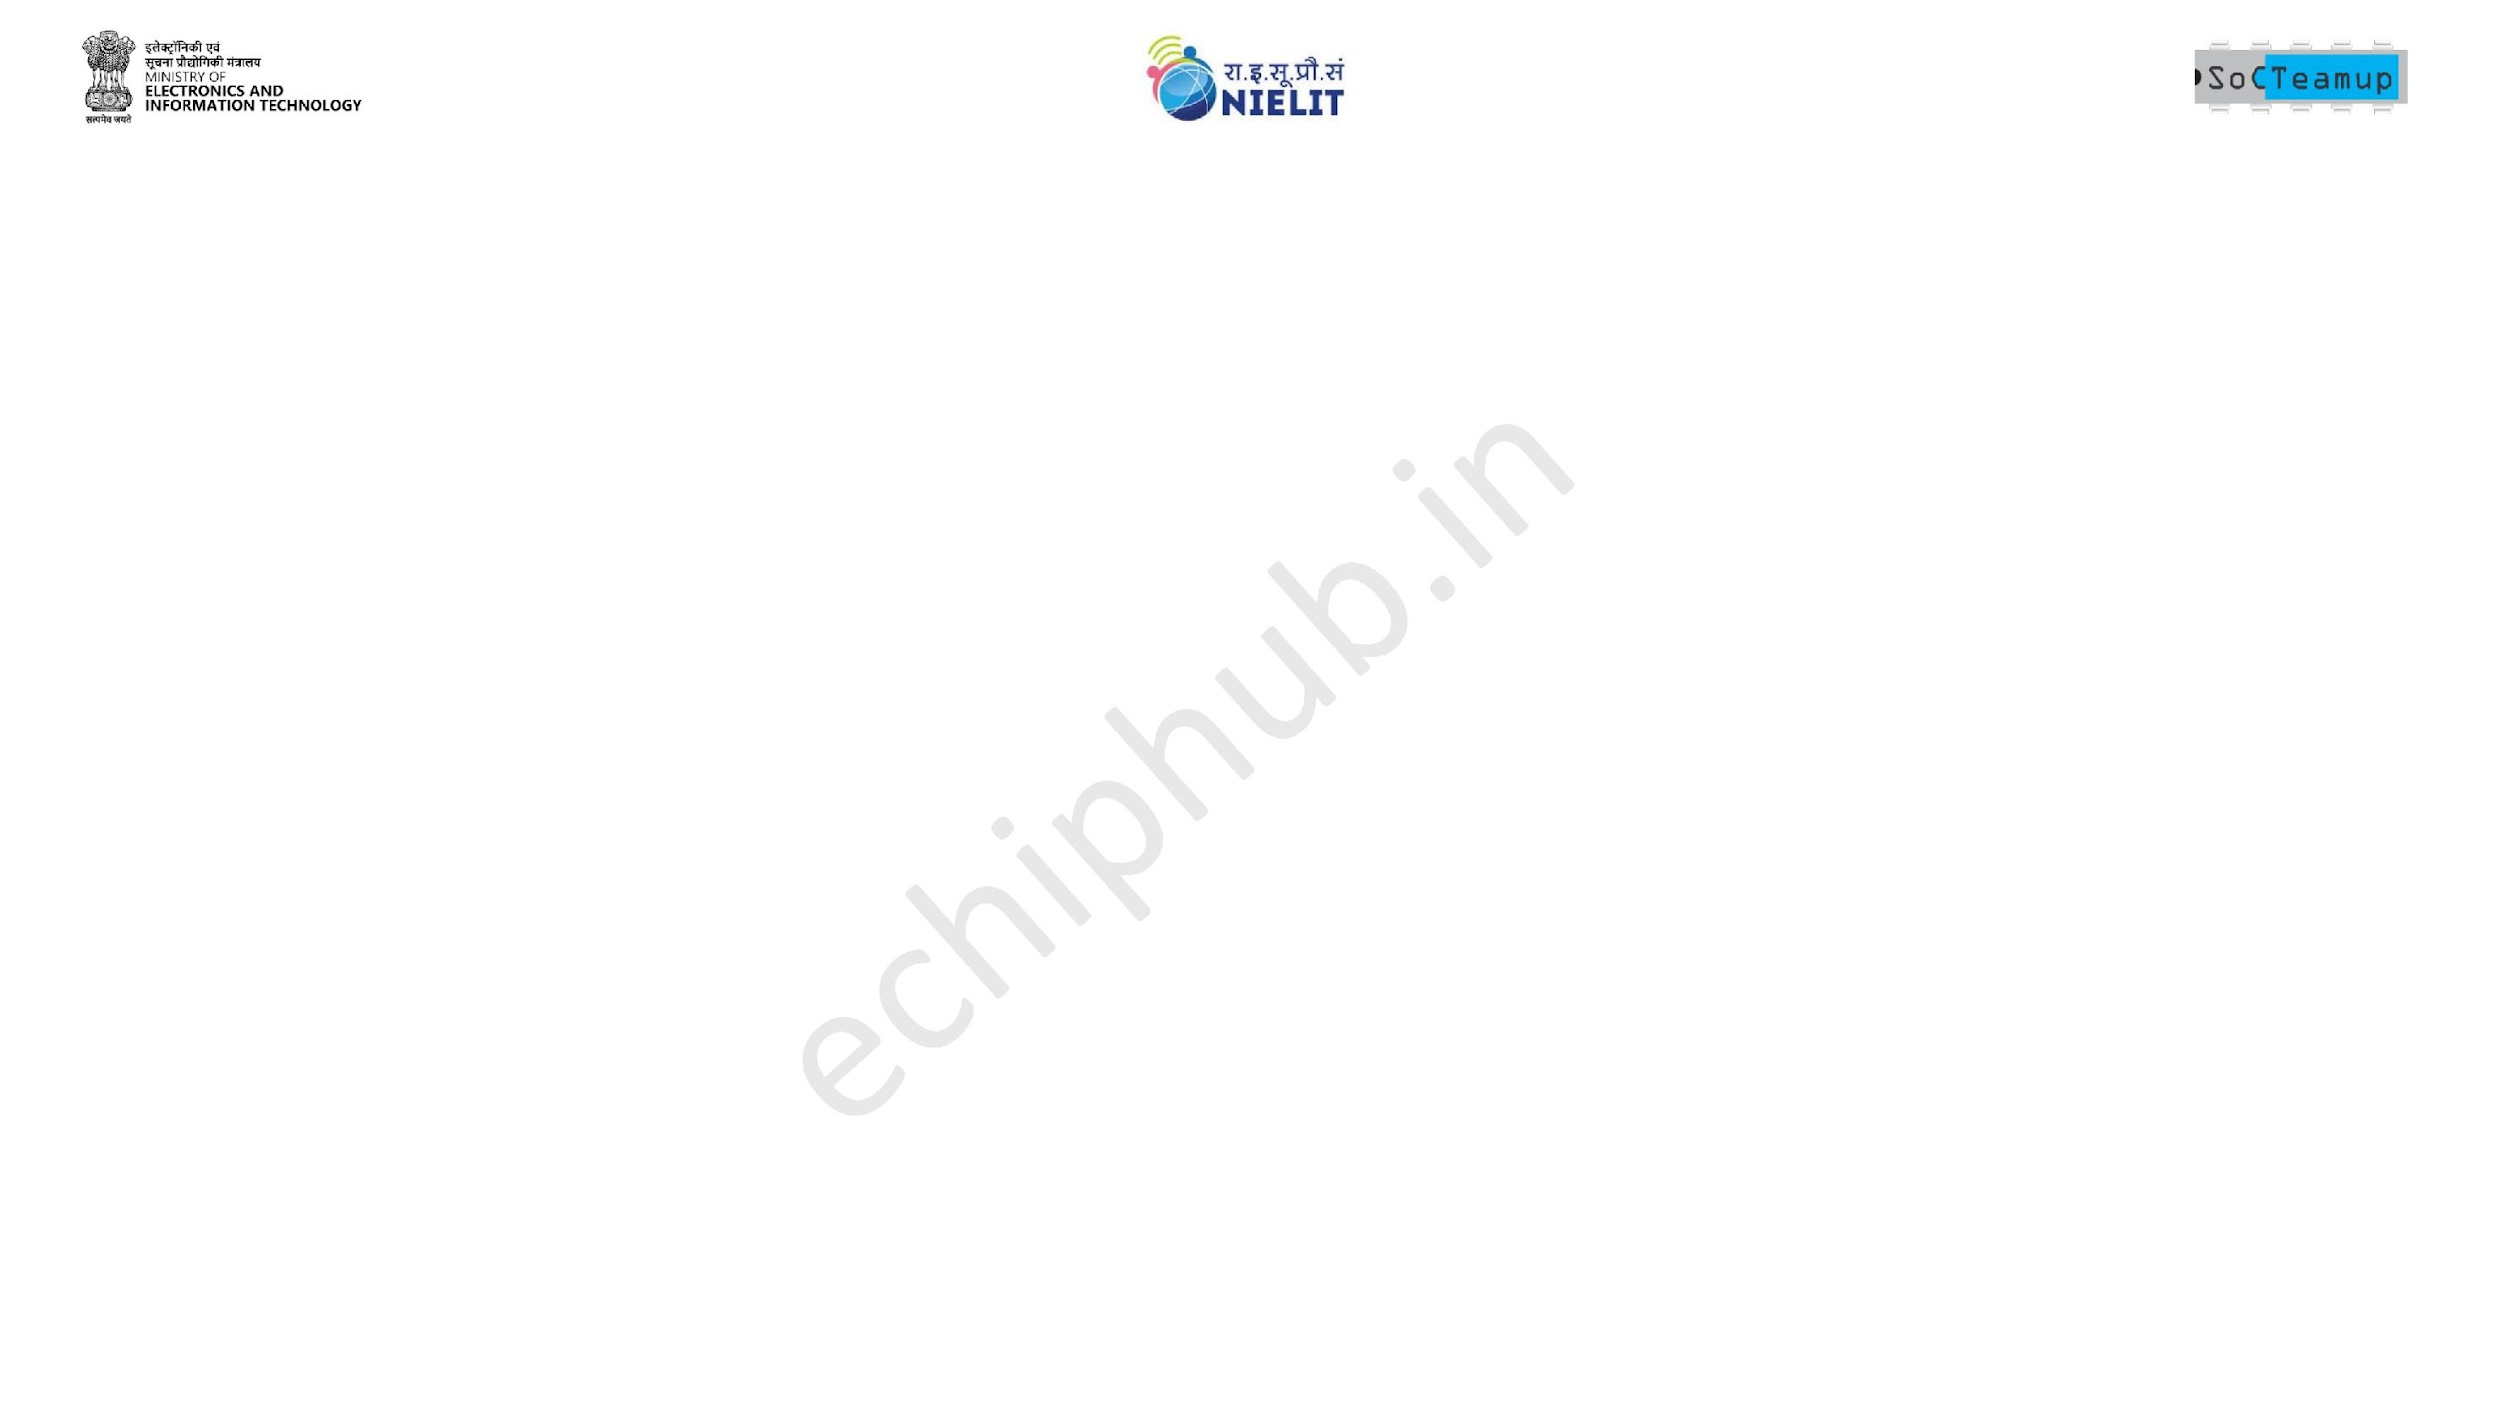 इलेक्ट्रॉनिकी एवं
सूचना प्रौद्योगिकी मंत्रालय
MINISTRY OF
ELECTRONICS AND
INFORMATION TECHNOLOGY
सत्यमेव जयते
रा.इ.सू.प्रौ.सं
NIELIT
SoCTeamup
echiphub.in